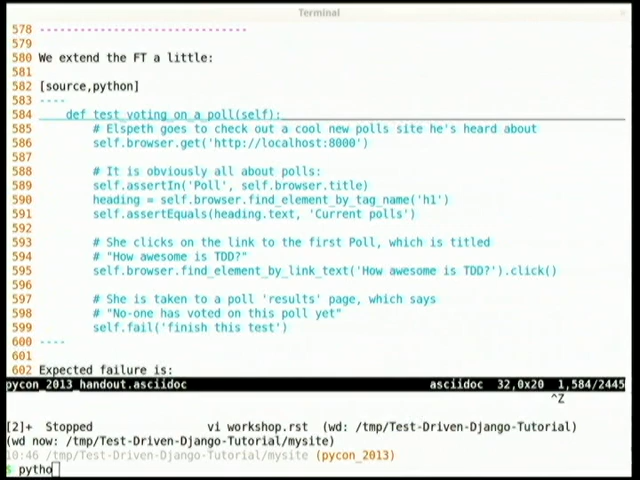 Terminal
578 -------------------------------
579
580 We extend the FT a little:
581
582 [source,python]
583 ----
584     def test_voting_on_a_poll(self):
585         # Elspeth goes to check out a cool new polls site he's heard about
586         self.browser.get('http://localhost:8000')
587
588         # It is obviously all about polls:
589         self.assertIn('Poll', self.browser.title)
590         heading = self.browser.find_element_by_tag_name('h1')
591         self.assertEquals(heading.text, 'Current polls')
592
593         # She clicks on the link to the first Poll, which is titled
594         # "How awesome is TDD?"
595         self.browser.find_element_by_link_text('How awesome is TDD?').click()
596
597         # She is taken to a poll 'results' page, which says
598         # "No-one has voted on this poll yet"
599         self.fail('finish this test')
600 ----
601
602 Expected failure is:
pycon_2013_handout.asciidoc asciidoc 32,0x20 1,584/2445
^Z
[2]+  Stopped                 vi workshop.rst  (wd: /tmp/Test-Driven-Django-Tutorial)
(wd now: /tmp/Test-Driven-Django-Tutorial/mysite)
10:46 /tmp/Test-Driven-Django-Tutorial/mysite (pycon_2013)
$ pytho